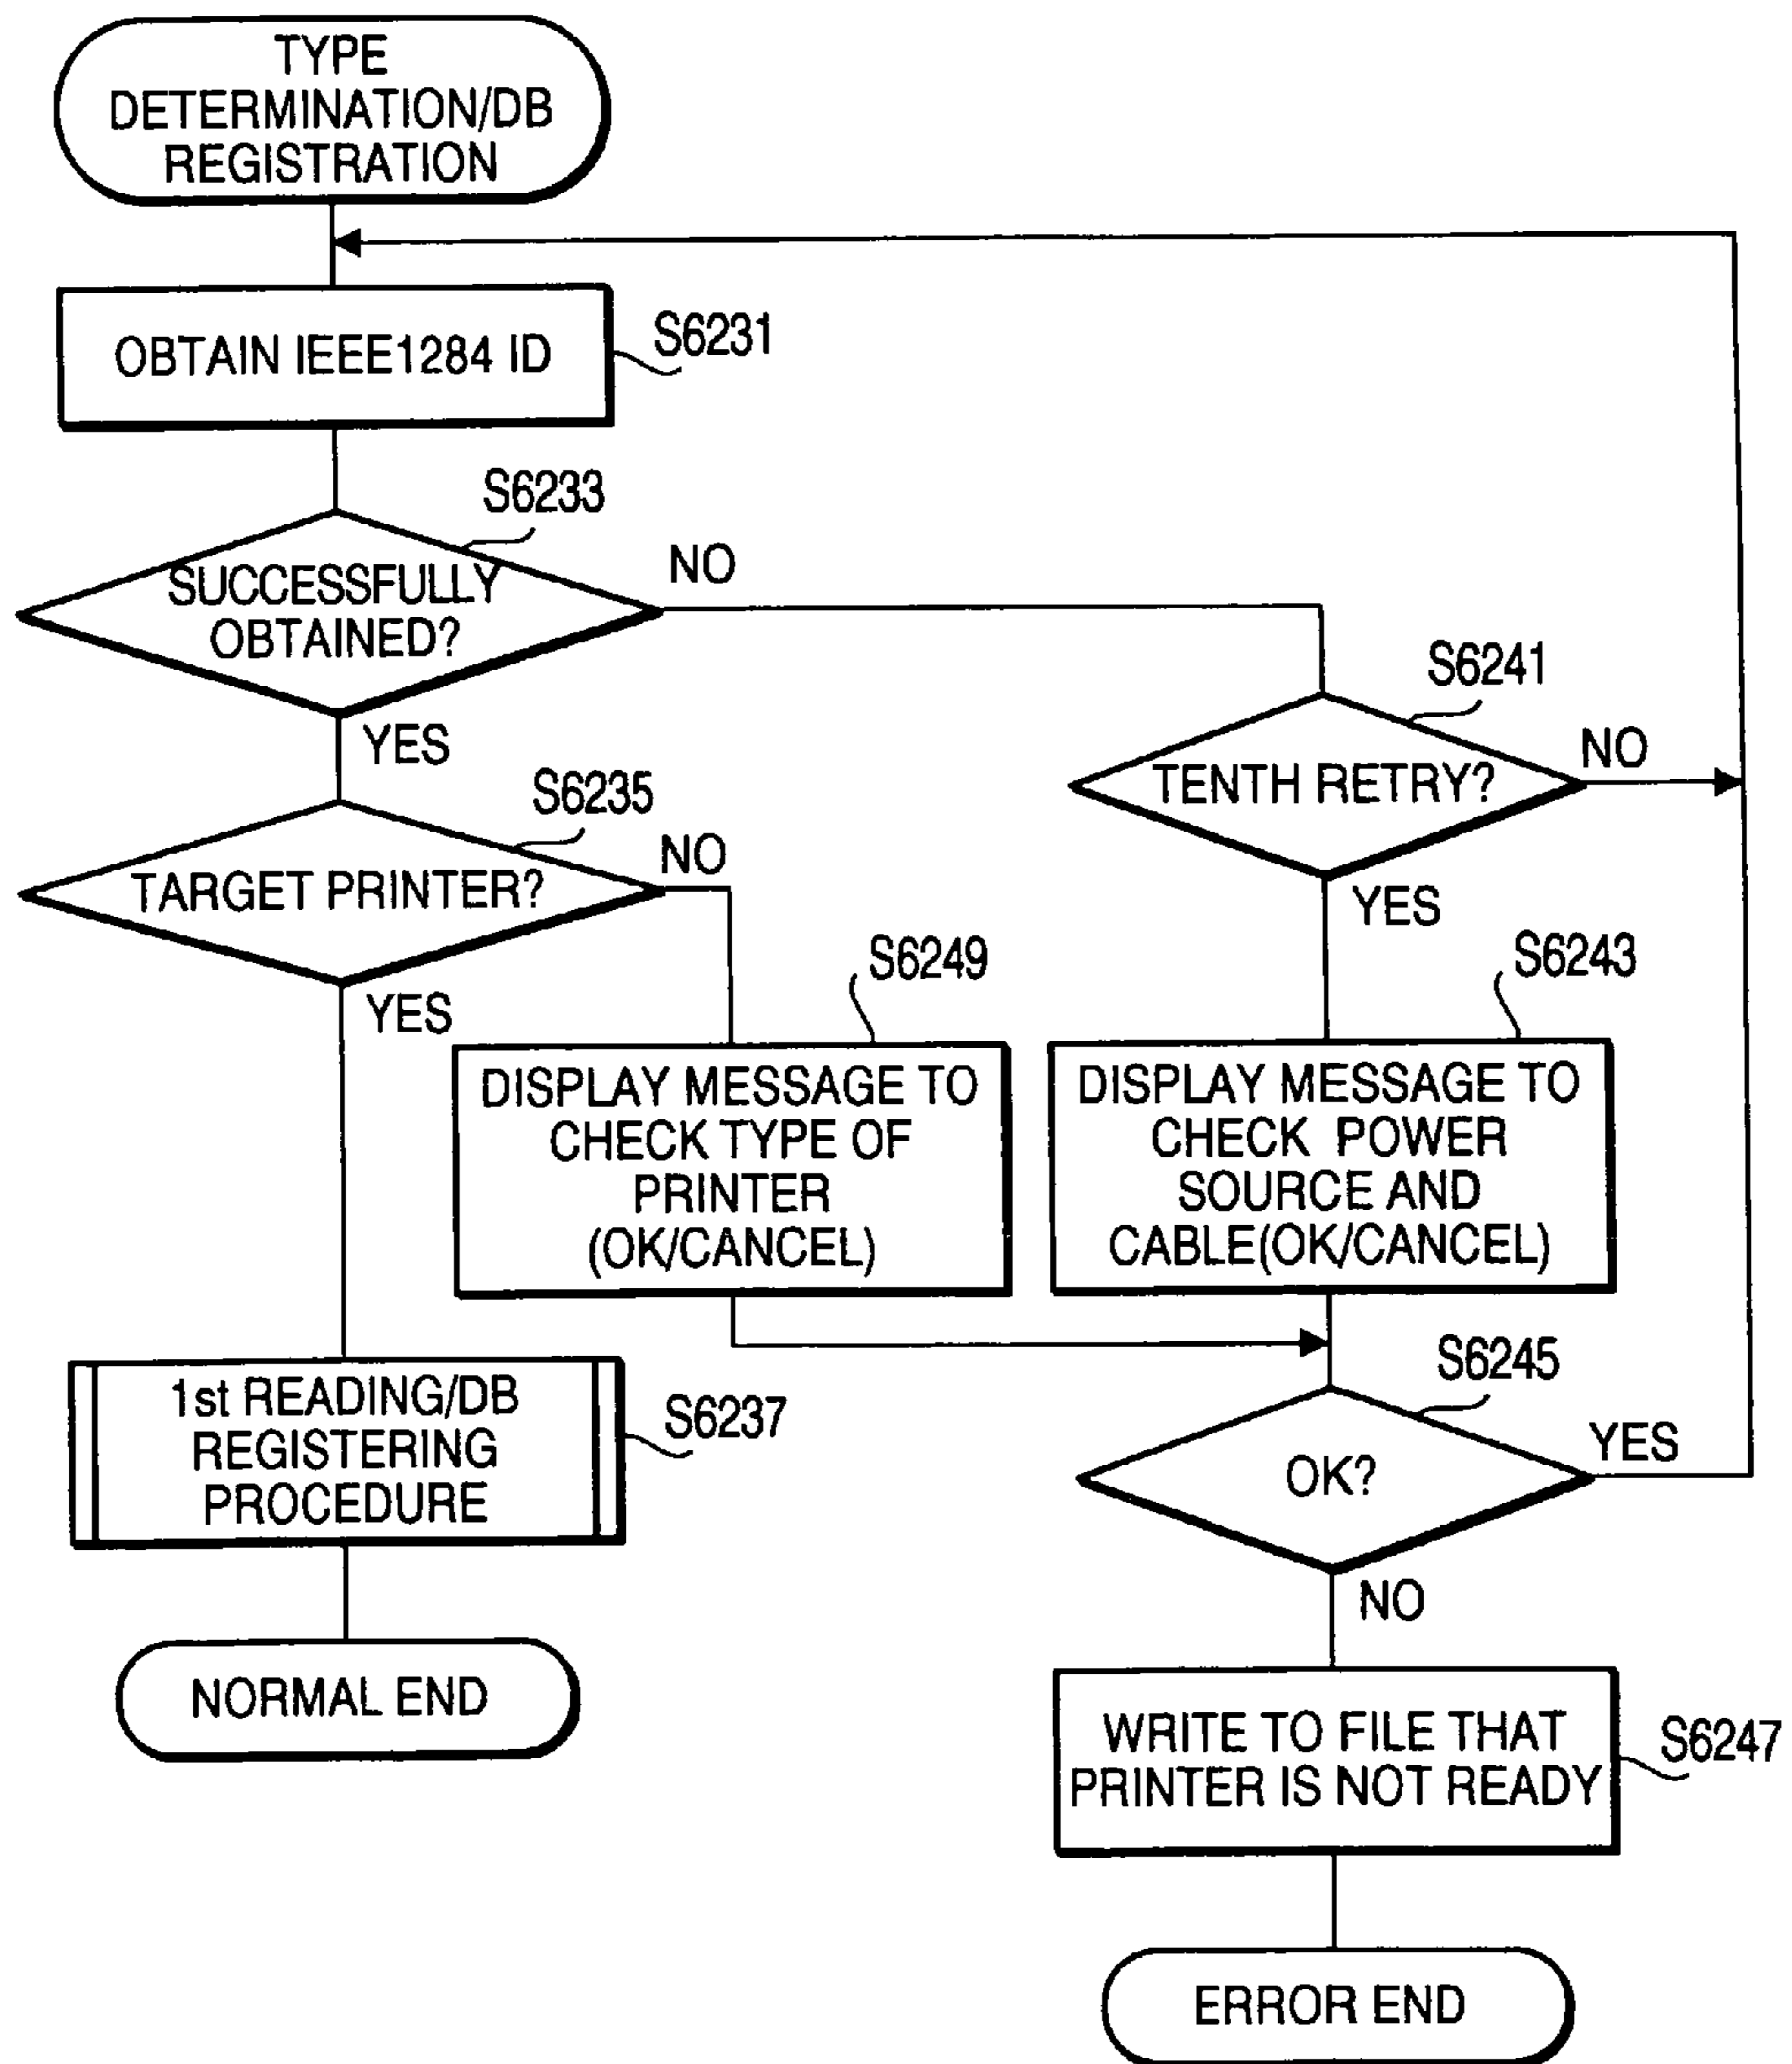 TYPE
DETERMINATION/DB
REGISTRATION
OBTAIN IEEE1284 ID
S6231
S6233
SUCCESSFULLY
OBTAINED?
NO
YES
S6241
TENTH RETRY?
NO
YES
S6235
TARGET PRINTER?
NO
YES
S6249
DISPLAY MESSAGE TO
CHECK TYPE OF
PRINTER
(OK/CANCEL)
S6243
DISPLAY MESSAGE TO
CHECK POWER
SOURCE AND
CABLE(OK/CANCEL)
1st READING/DB
REGISTERING
PROCEDURE
S6237
S6245
OK?
YES
NO
NORMAL END
WRITE TO FILE THAT
PRINTER IS NOT READY
S6247
ERROR END